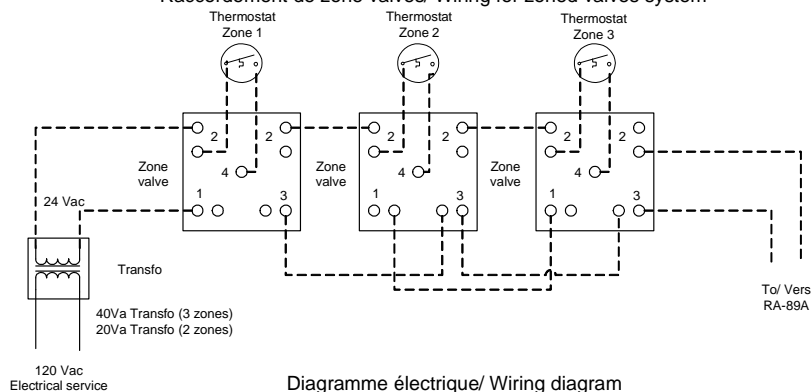 Raccordement de zone valves/ Wiring for zoned valves system
Thermostat
Zone 1
Thermostat
Zone 2
Thermostat
Zone 3
2
2
4
1
3
Zone
valve
2
2
4
1
3
Zone
valve
2
2
4
1
3
Zone
valve
24 Vac
Transfo
40Va Transfo (3 zones)
20Va Transfo (2 zones)
To/ Vers
RA-89A
120 Vac
Electrical service
Diagramme électrique/ Wiring diagram